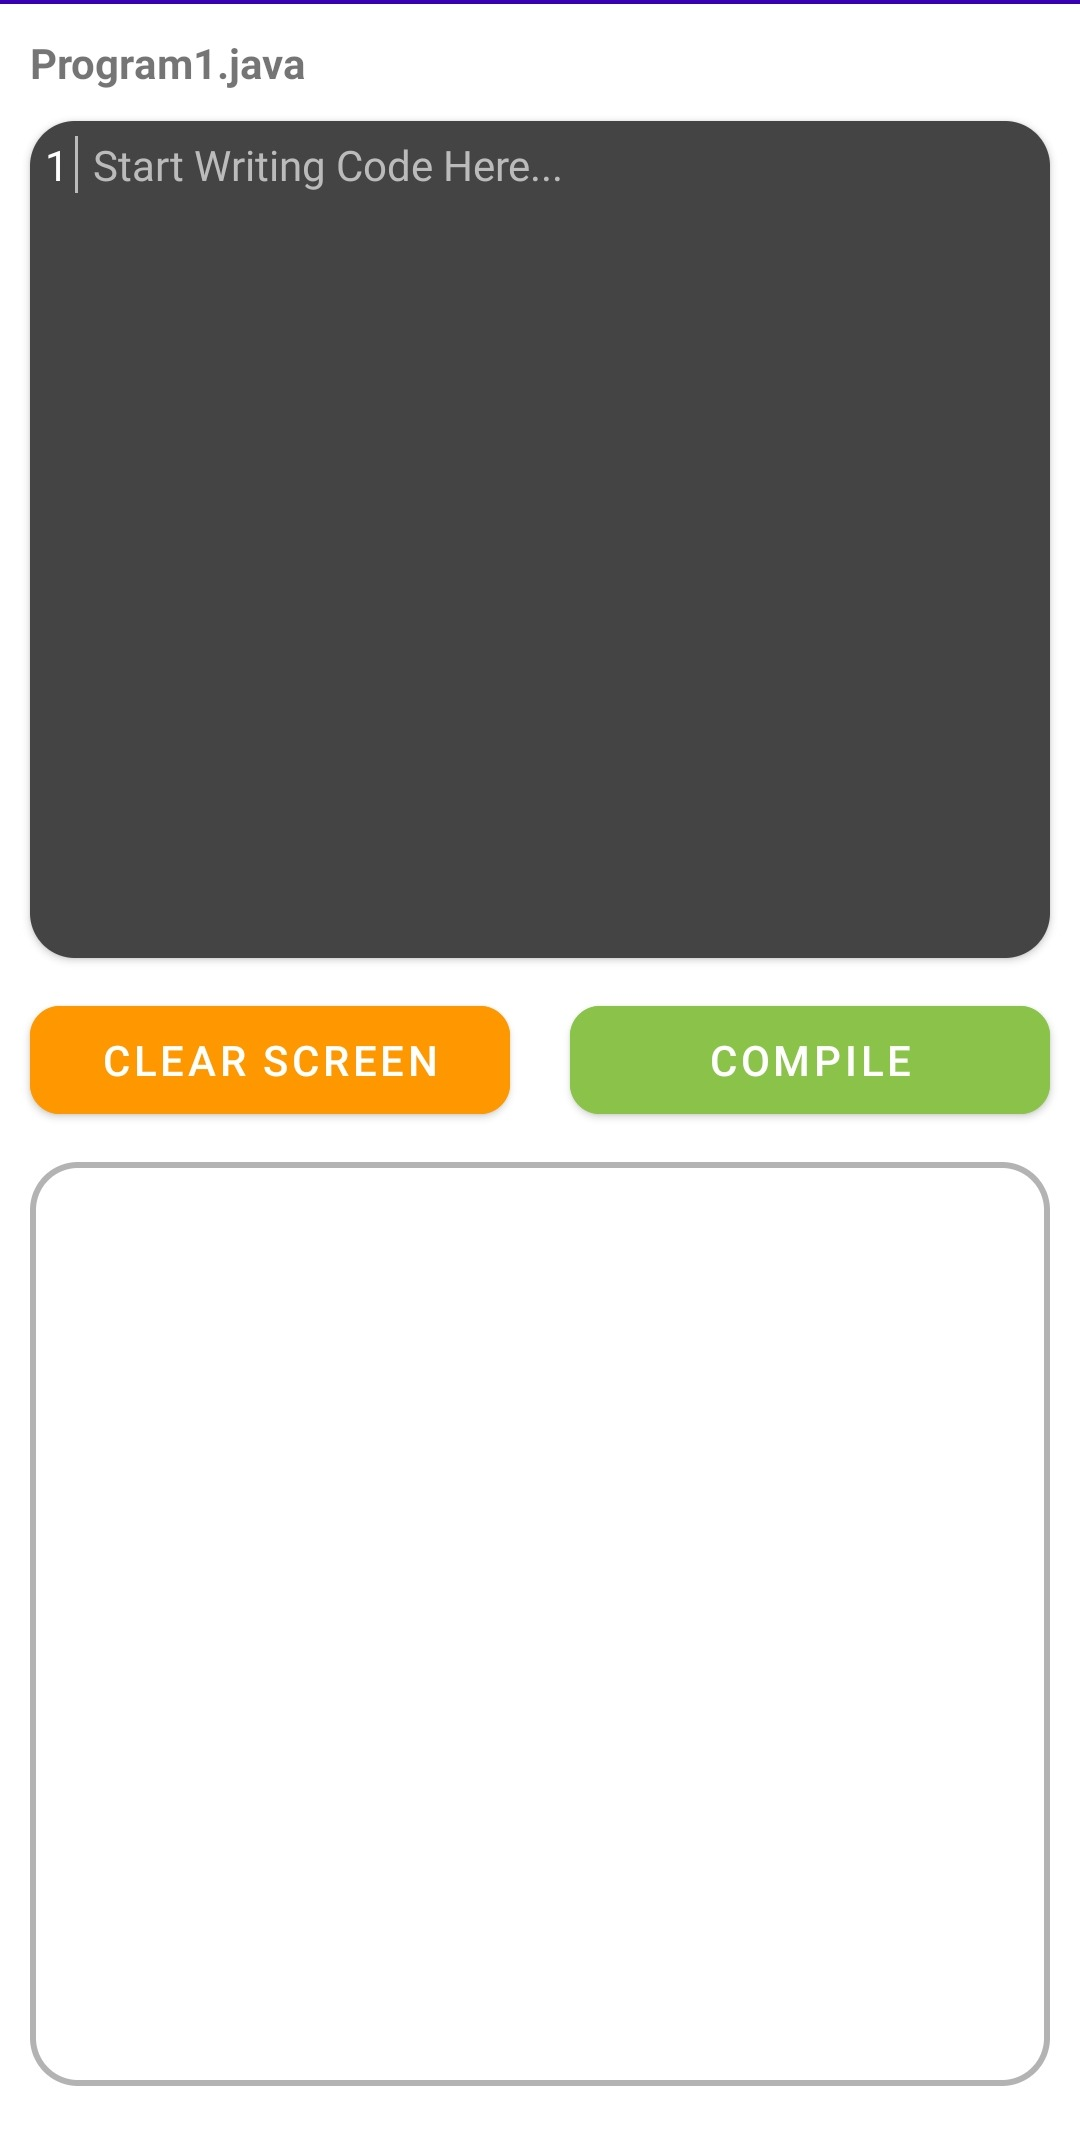 Program1.java
1 Start Writing Code Here...
CLEAR SCREEN
COMPILE